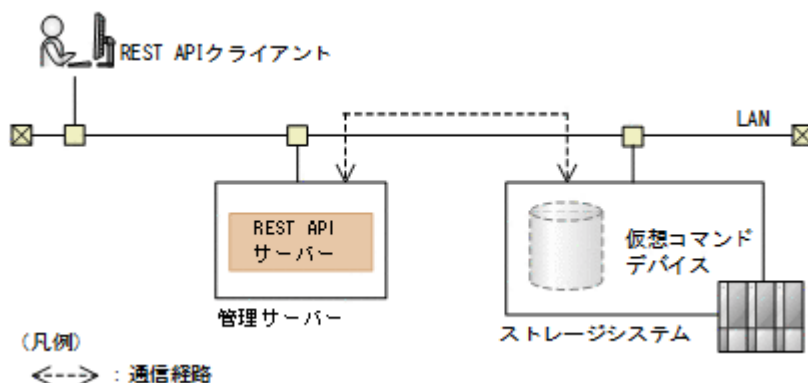 REST APIクライアント
LAN
REST API
サーバー
仮想コマンド
デバイス
管理サーバー
ストレージシステム
(凡例)
：通信経路